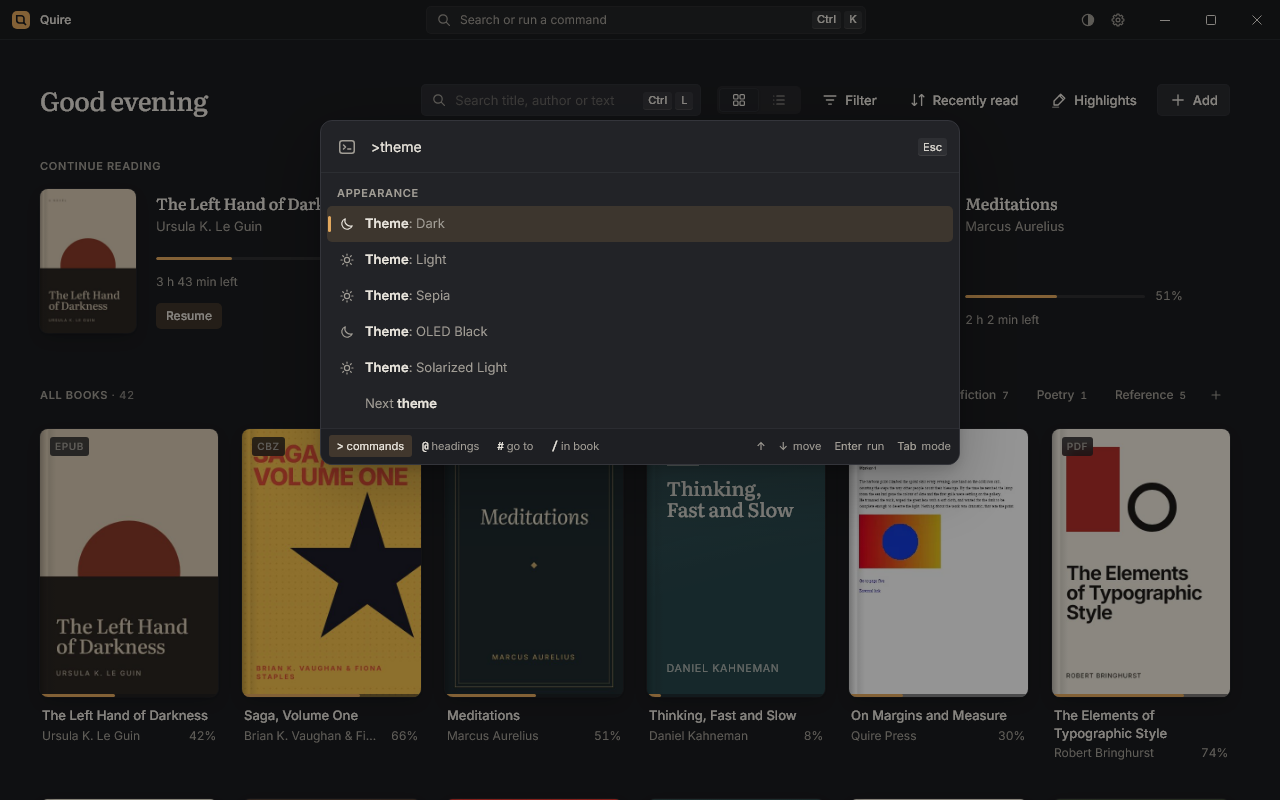 Quire
Search or run a command
Ctrl K
Good evening
Search title, author or text
Ctrl L
Filter
Recently read
Highlights
Add
>theme
Esc
APPEARANCE
Theme: Dark
Theme: Light
Theme: Sepia
Theme: OLED Black
Theme: Solarized Light
Next theme
> commands
@ headings
# go to
/ in book
↑ ↓ move
Enter run
Tab mode
CONTINUE READING
The Left Hand
of Darkness
URSULA K. LE GUIN
The Left Hand of Dark
Ursula K. Le Guin
3 h 43 min left
Resume
Meditations
Marcus Aurelius
51%
2 h 2 min left
ALL BOOKS · 42
fiction 7
Poetry 1
Reference 5
EPUB
The Left Hand
of Darkness
URSULA K. LE GUIN
The Left Hand of Darkness
Ursula K. Le Guin
42%
CBZ
SAGA,
VOLUME ONE
BRIAN K. VAUGHAN & FIONA
STAPLES
Saga, Volume One
Brian K. Vaughan & Fi...
66%
Meditations
MARCUS AURELIUS
Meditations
Marcus Aurelius
51%
Thinking,
Fast and Slow
DANIEL KAHNEMAN
Thinking, Fast and Slow
Daniel Kahneman
8%
On Margins and Measure
Quire Press
30%
PDF
The Elements
of Typographic
Style
ROBERT BRINGHURST
The Elements of
Typographic Style
Robert Bringhurst
74%